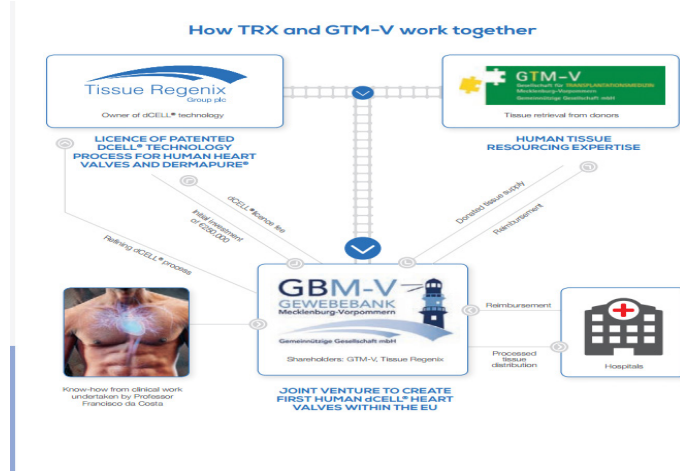 How TRX and GTM-V work together
Tissue Regenix
Group plc
Owner of dCELL® technology
GTM-V
Gesellschaft für TRANSPLANTATIONSMEDIZIN
Mecklenburg-Vorpommern
Gemeinnützige Gesellschaft mbH
Tissue retrieval from donors
LICENCE OF PATENTED
DCELL® TECHNOLOGY
PROCESS FOR HUMAN HEART
VALVES AND DERMAPURE®
HUMAN TISSUE
RESOURCING EXPERTISE
dCELL® licence fee
Initial investment
of €250,000
Refining dCELL® process
Donated tissue supply
Reimbursement
GBM-V
GEWEBEBANK
Mecklenburg-Vorpommern
Gemeinnützige Gesellschaft mbH
Shareholders: GTM-V, Tissue Regenix
Reimbursement
Processed
tissue
distribution
Hospitals
Know-how from clinical work
undertaken by Professor
Francisco da Costa
JOINT VENTURE TO CREATE
FIRST HUMAN dCELL® HEART
VALVES WITHIN THE EU